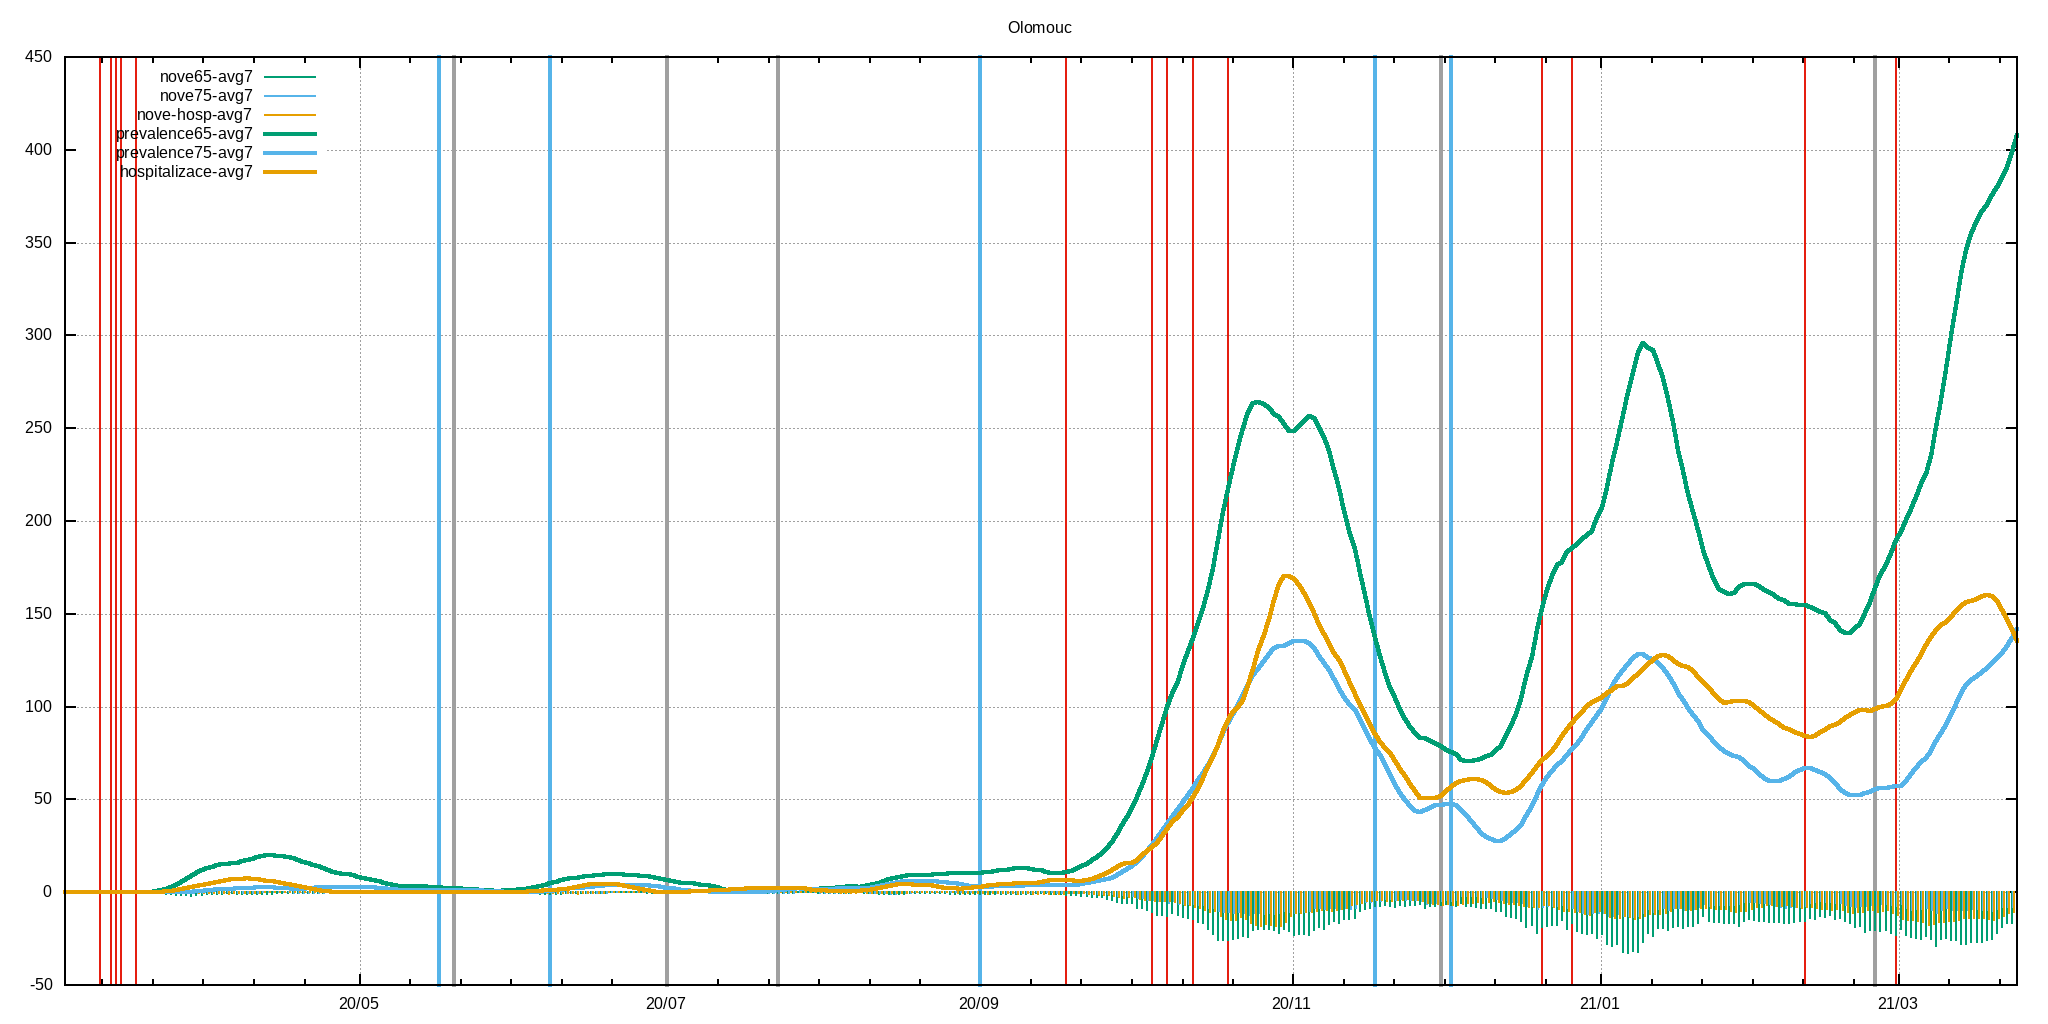 Olomouc
450
400
350
300
250
200
150
100
50
0
-50
nove65-avg7
nove75-avg7
nove-hosp-avg7
prevalence65-avg7
prevalence75-avg7
hospitalizace-avg7
20/05
20/07
20/09
20/11
21/01
21/03